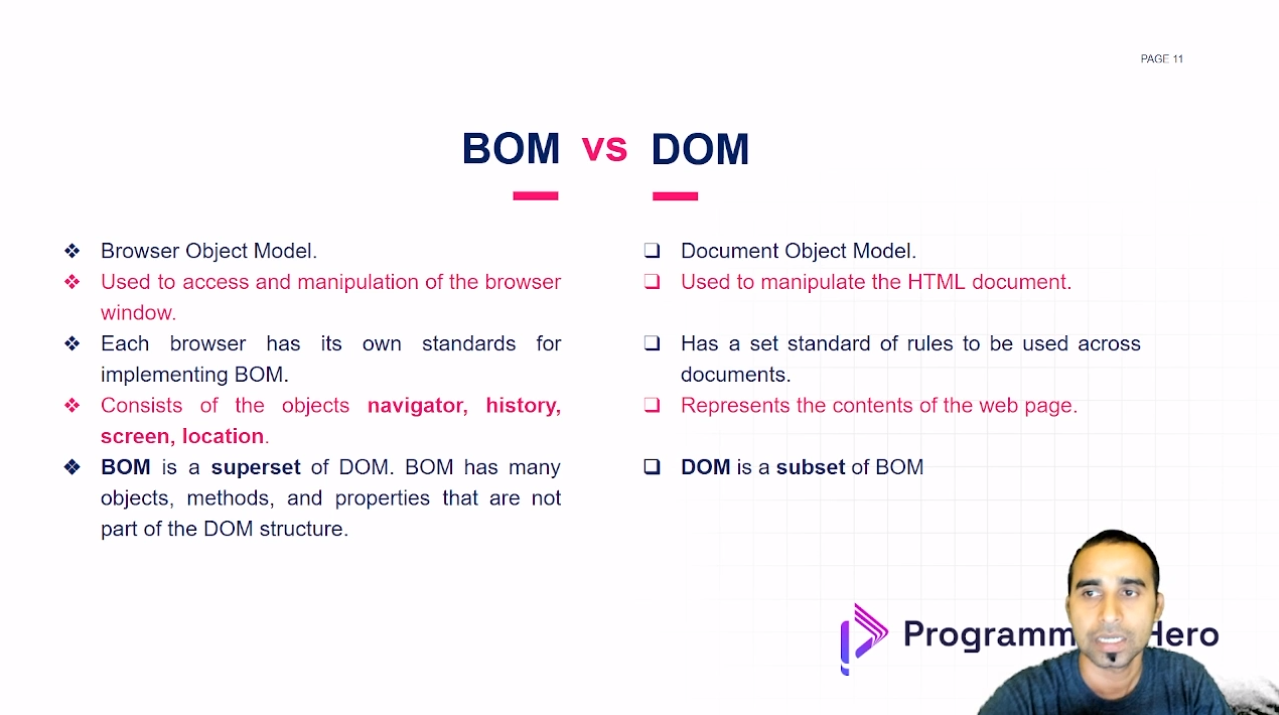 PAGE 11
BOM vs DOM
Browser Object Model.
Used to access and manipulation of the browser
window.
Each browser has its own standards for
implementing BOM.
Consists of the objects navigator, history,
screen, location.
BOM is a superset of DOM. BOM has many
objects, methods, and properties that are not
part of the DOM structure.
Document Object Model.
Used to manipulate the HTML document.
Has a set standard of rules to be used across
documents.
Represents the contents of the web page.
DOM is a subset of BOM
Hero